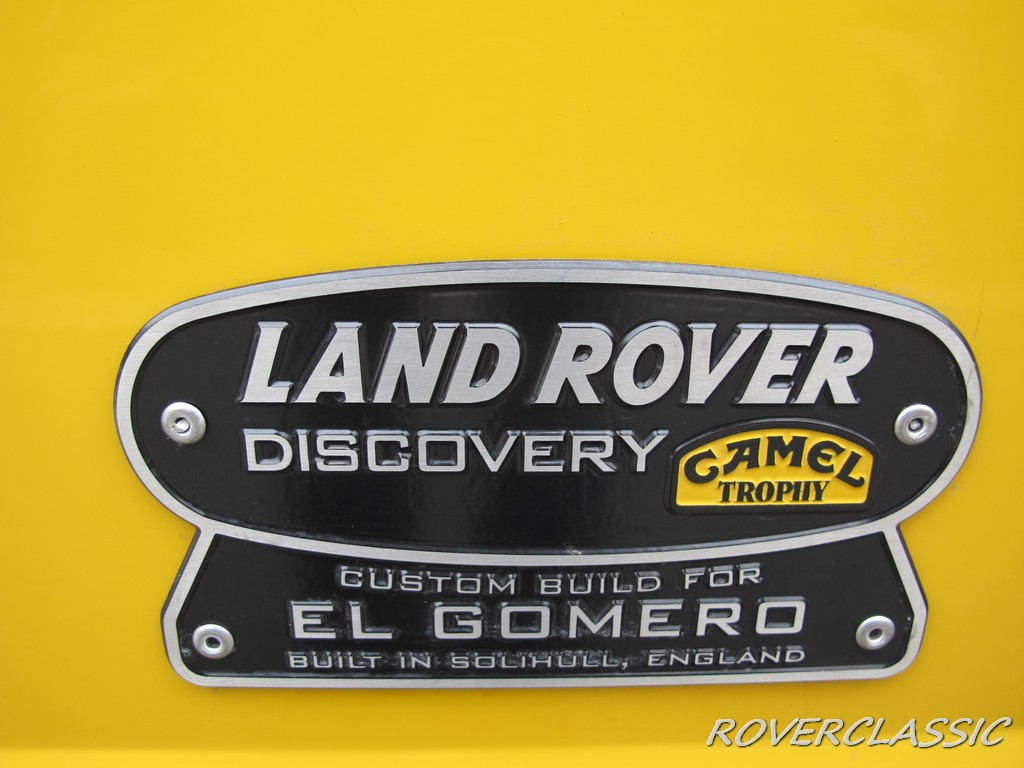 LAND ROVER
DISCOVERY
CAMEL
TROPHY
CUSTOM BUILD FOR
EL GOMERO
BUILT IN SOLIHULL, ENGLAND
ROVERCLASSIC